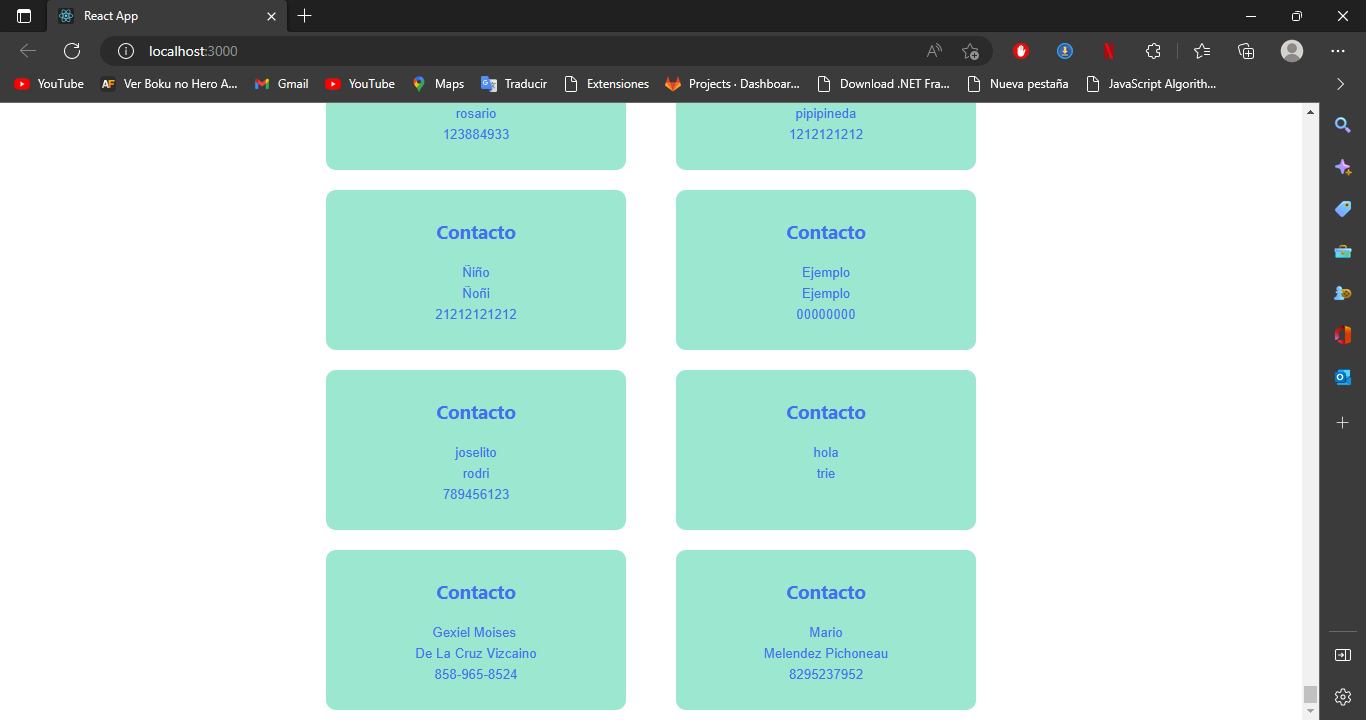 React App
localhost:3000
YouTube
Ver Boku no Hero A...
Gmail
YouTube
Maps
Traducir
Extensiones
Projects · Dashboar...
Download .NET Fra...
Nueva pestaña
JavaScript Algorith...
rosario
123884933
pipipineda
1212121212
Contacto
Ñiño
Ñoñi
21212121212
Contacto
Ejemplo
Ejemplo
00000000
Contacto
joselito
rodri
789456123
Contacto
hola
trie
Contacto
Gexiel Moises
De La Cruz Vizcaino
858-965-8524
Contacto
Mario
Melendez Pichoneau
8295237952